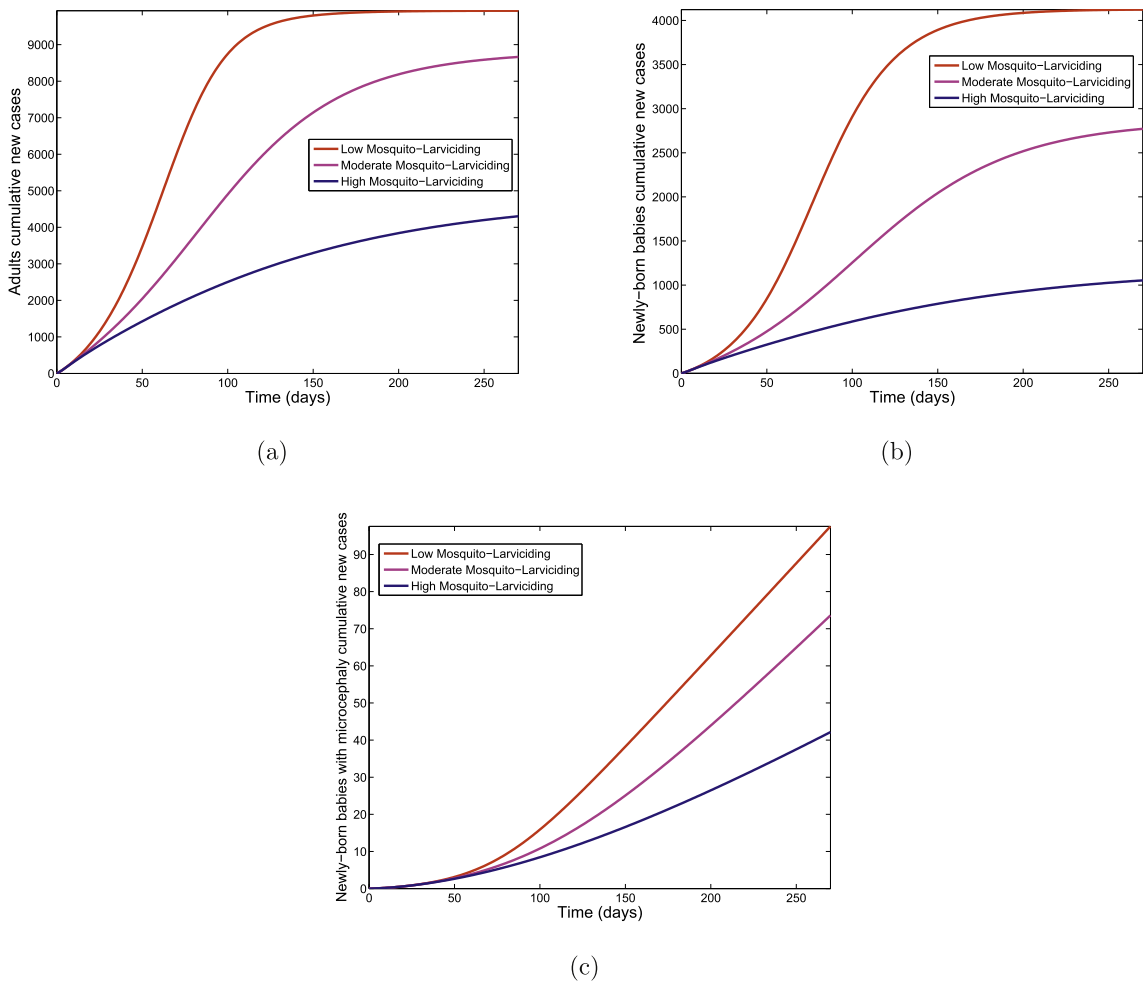 9000
8000
7000
6000
5000
4000
3000
2000
1000
0
Adults cumulative new cases
Low Mosquito−Larviciding
Moderate Mosquito−Larviciding
High Mosquito−Larviciding
0 50 100 150 200 250
Time (days)
(a)
4000
3500
3000
2500
2000
1500
1000
500
0
Newly−born babies cumulative new cases
Low Mosquito−Larviciding
Moderate Mosquito−Larviciding
High Mosquito−Larviciding
0 50 100 150 200 250
Time (days)
(b)
90
80
70
60
50
40
30
20
10
0
Newly−born babies with microcephaly cumulative new cases
Low Mosquito−Larviciding
Moderate Mosquito−Larviciding
High Mosquito−Larviciding
0 50 100 150 200 250
Time (days)
(c)